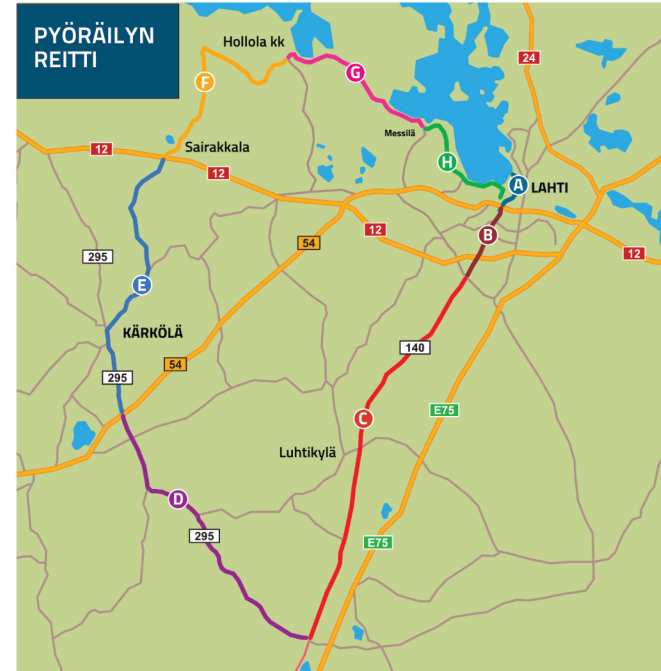 PYÖRÄILYN
REITTI
Hollola kk
24
G
F
Messilä
12
Sairakkala
H
12
A LAHTI
B
12
54
12
295
E
KÄRKÖLÄ
140
54
295
E75
C
Luhtikylä
D
295
E75